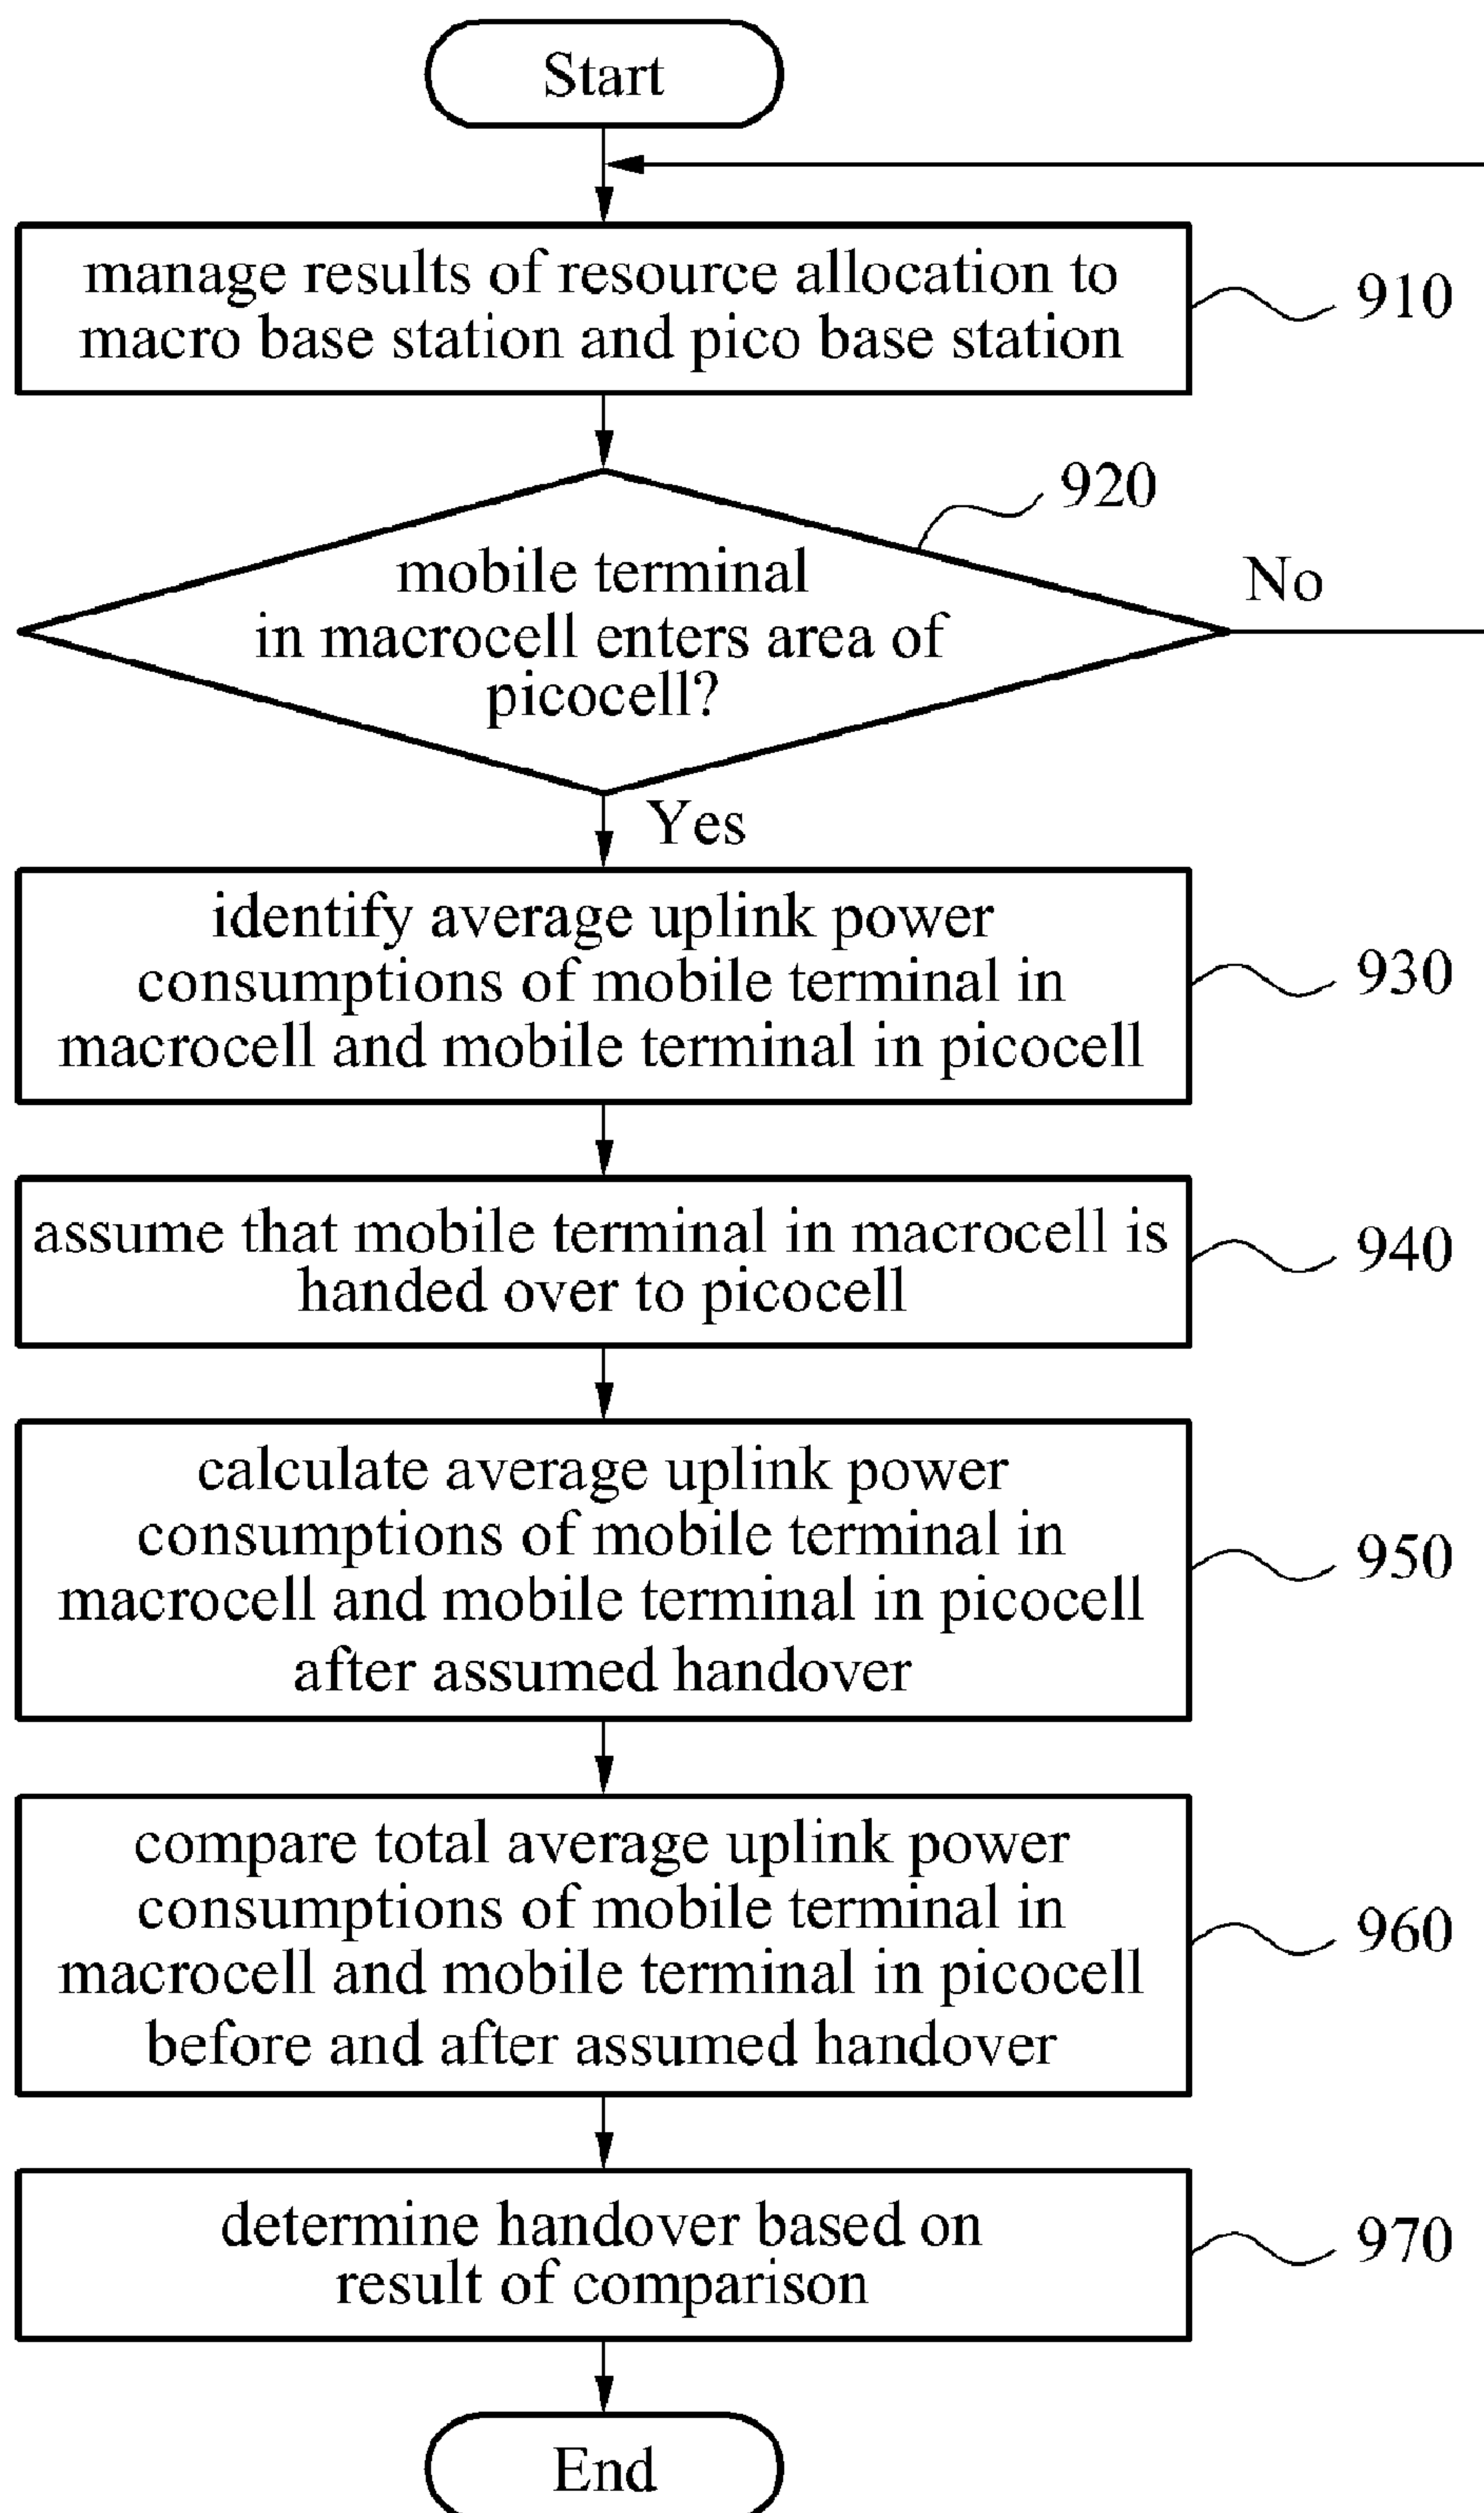 Start
manage results of resource allocation to
macro base station and pico base station
910
920
mobile terminal
in macrocell enters area of
picocell?
No
Yes
identify average uplink power
consumptions of mobile terminal in
macrocell and mobile terminal in picocell
930
assume that mobile terminal in macrocell is
handed over to picocell
940
calculate average uplink power
consumptions of mobile terminal in
macrocell and mobile terminal in picocell
after assumed handover
950
compare total average uplink power
consumptions of mobile terminal in
macrocell and mobile terminal in picocell
before and after assumed handover
960
determine handover based on
result of comparison
970
End